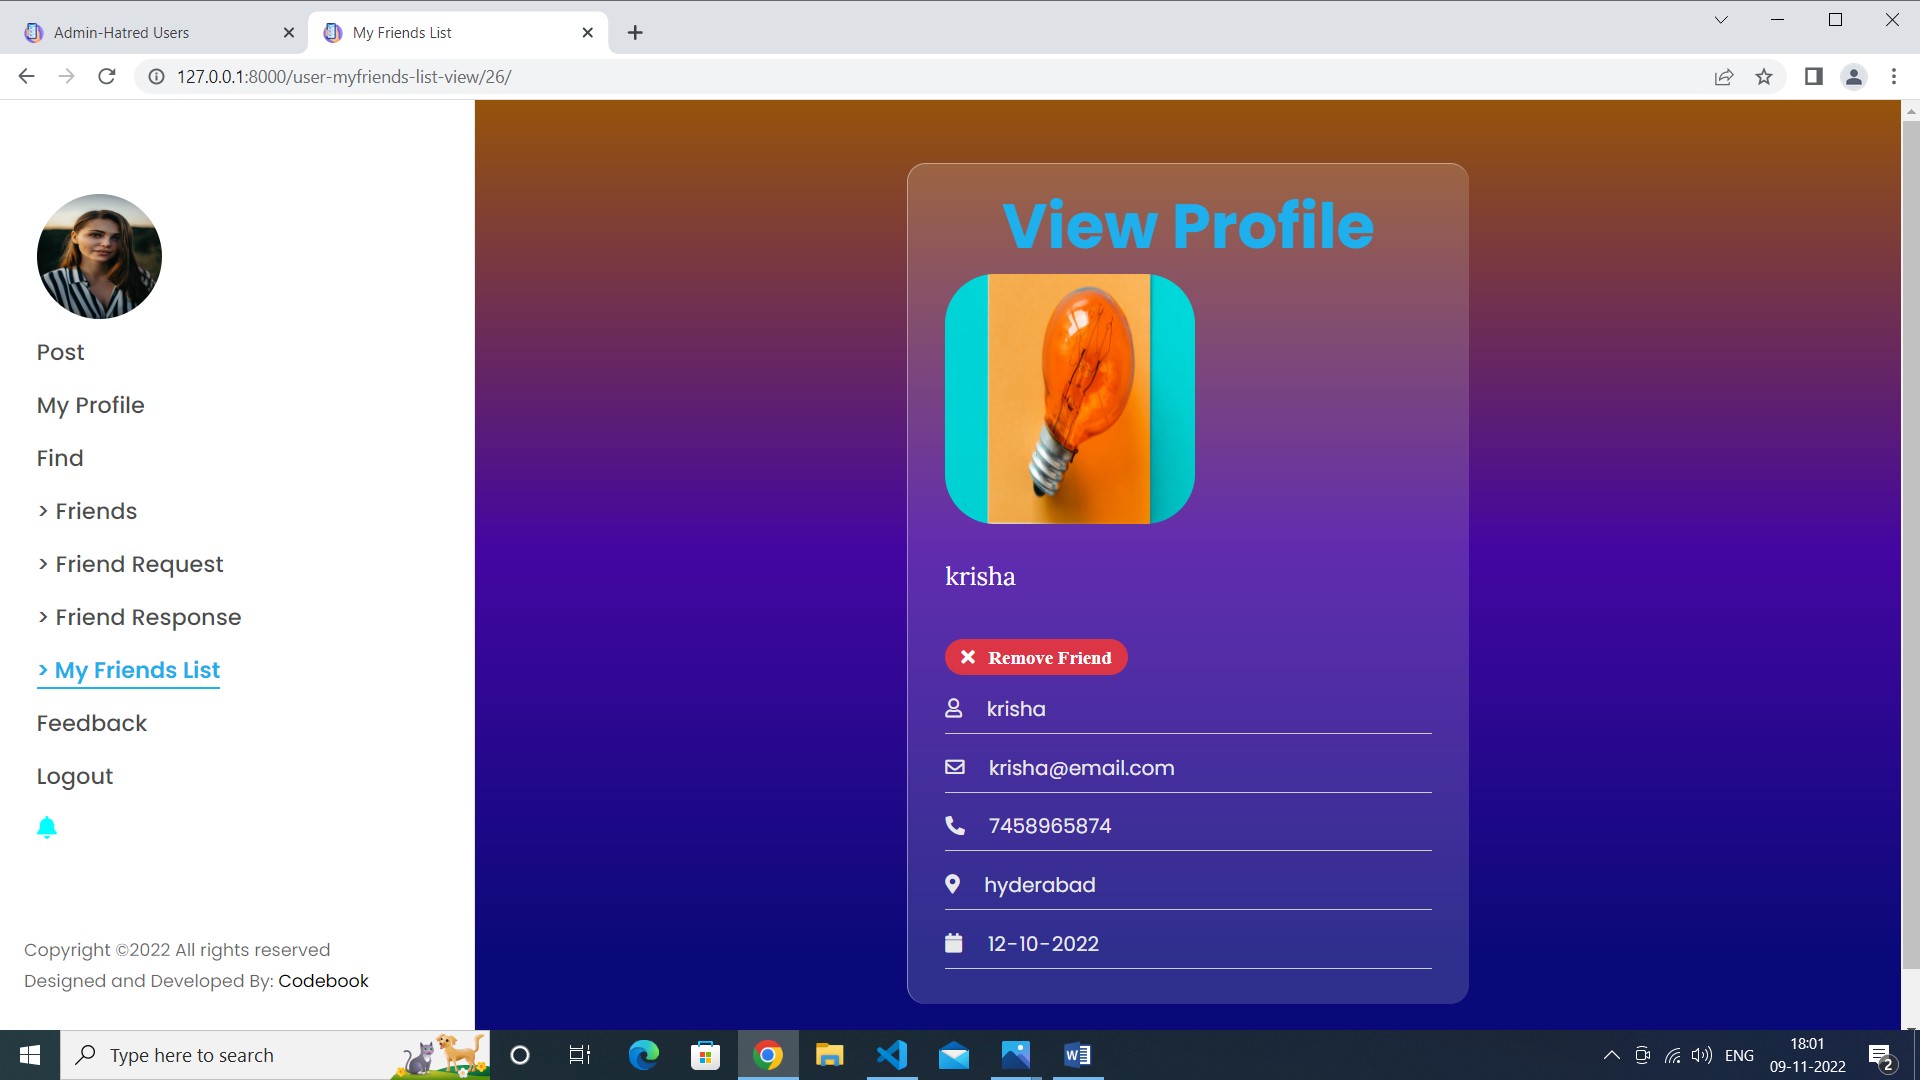 Admin-Hatred Users
My Friends List
127.0.0.1:8000/user-myfriends-list-view/26/
Post
My Profile
Find
> Friends
> Friend Request
> Friend Response
> My Friends List
Feedback
Logout
Copyright ©2022 All rights reserved
Designed and Developed By: Codebook
View Profile
krisha
Remove Friend
krisha
krisha@email.com
7458965874
hyderabad
12-10-2022
Type here to search
ENG
18:01
09-11-2022
2